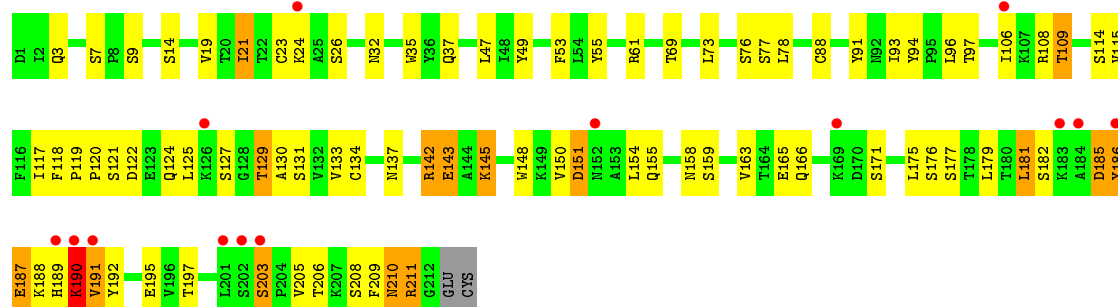 D1 I2 Q3 S7 P8 S9 S14 V19 T20 I21 T22 C23 K24 A25 S26 N32 W35 Y36 Q37 L47 I48 Y49 F53 L54 Y55 R61 T69 L73 S76 S77 L78 C88 Y91 N92 I93 Y94 P95 L96 T97 I106 K107 R108 T109 S114 V115
F116 I117 F118 P119 P120 S121 D122 E123 Q124 L125 K126 S127 G128 T129 A130 S131 V132 V133 C134 N137 R142 E143 A144 K145 W148 K149 V150 D151 N152 A153 L154 Q155 N158 S159 V163 T164 E165 Q166 K169 D170 S171 L175 S176 S177 T178 L179 T180 L181 S182 K183 A184 D185 Y186
E187 K188 H189 K190 V191 Y192 E195 V196 T197 L201 S202 S203 P204 V205 T206 K207 S208 F209 N210 R211 G212 GLU CYS